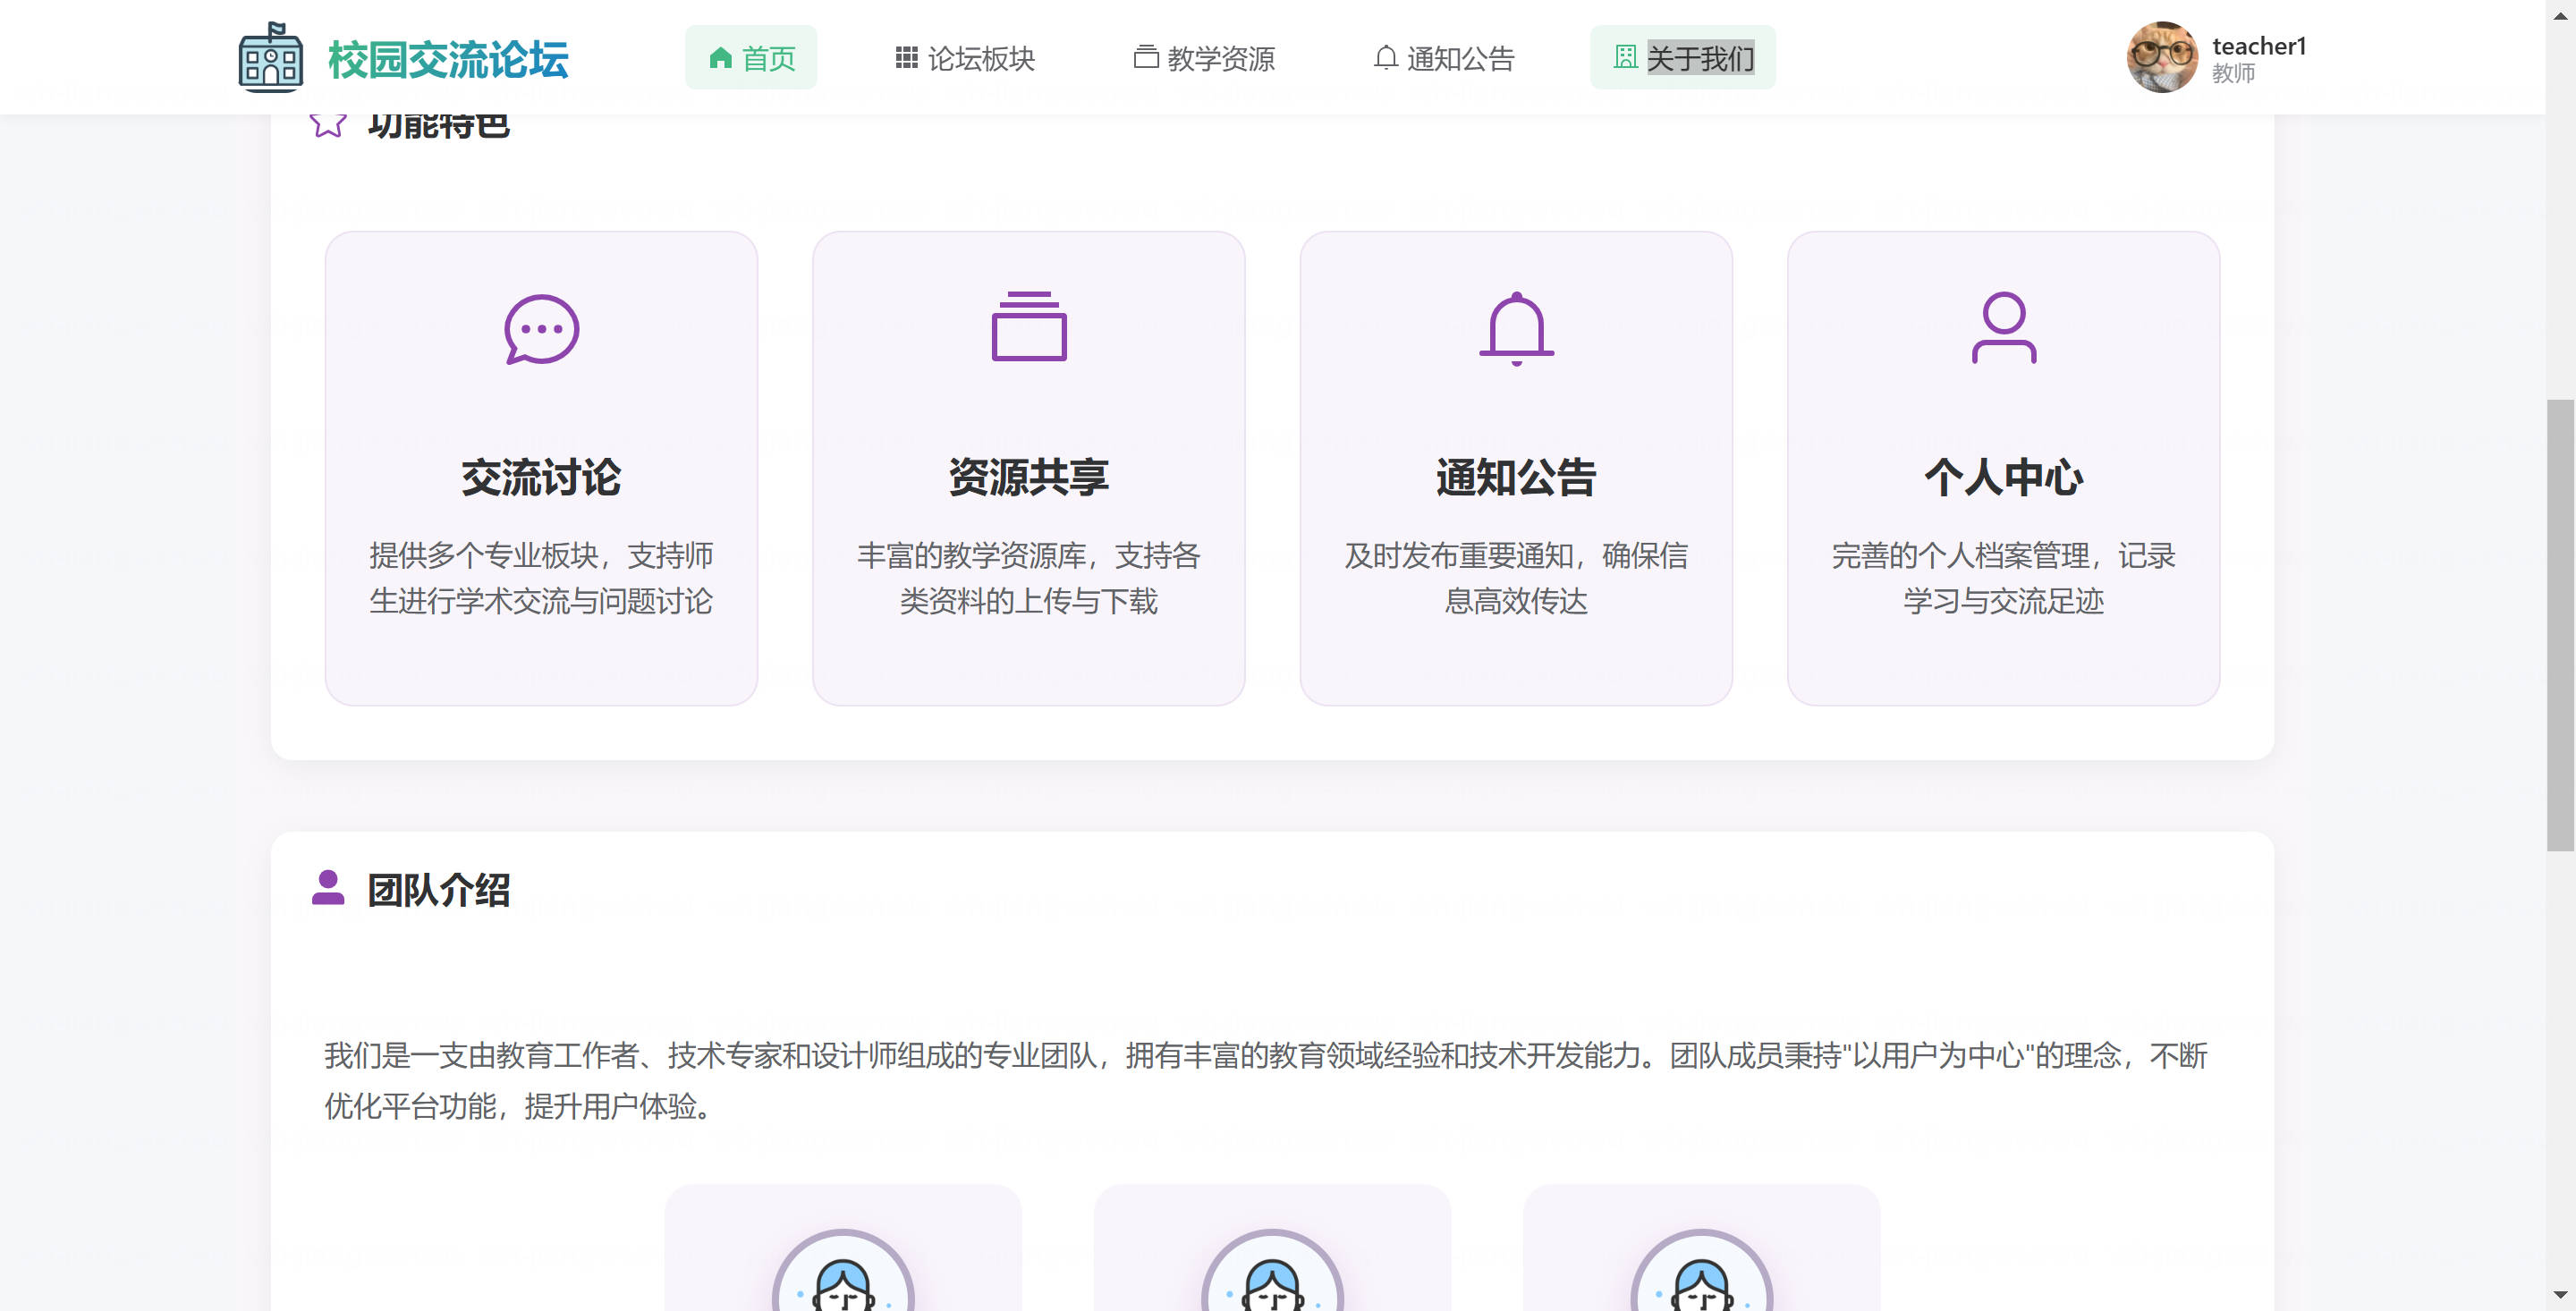 校园交流论坛
首页
论坛板块
教学资源
通知公告
关于我们
teacher1
教师
功能特色
交流讨论
提供多个专业板块，支持师
生进行学术交流与问题讨论
资源共享
丰富的教学资源库，支持各
类资料的上传与下载
通知公告
及时发布重要通知，确保信
息高效传达
个人中心
完善的个人档案管理，记录
学习与交流足迹
团队介绍
我们是一支由教育工作者、技术专家和设计师组成的专业团队，拥有丰富的教育领域经验和技术开发能力。团队成员秉持"以用户为中心"的理念，不断
优化平台功能，提升用户体验。